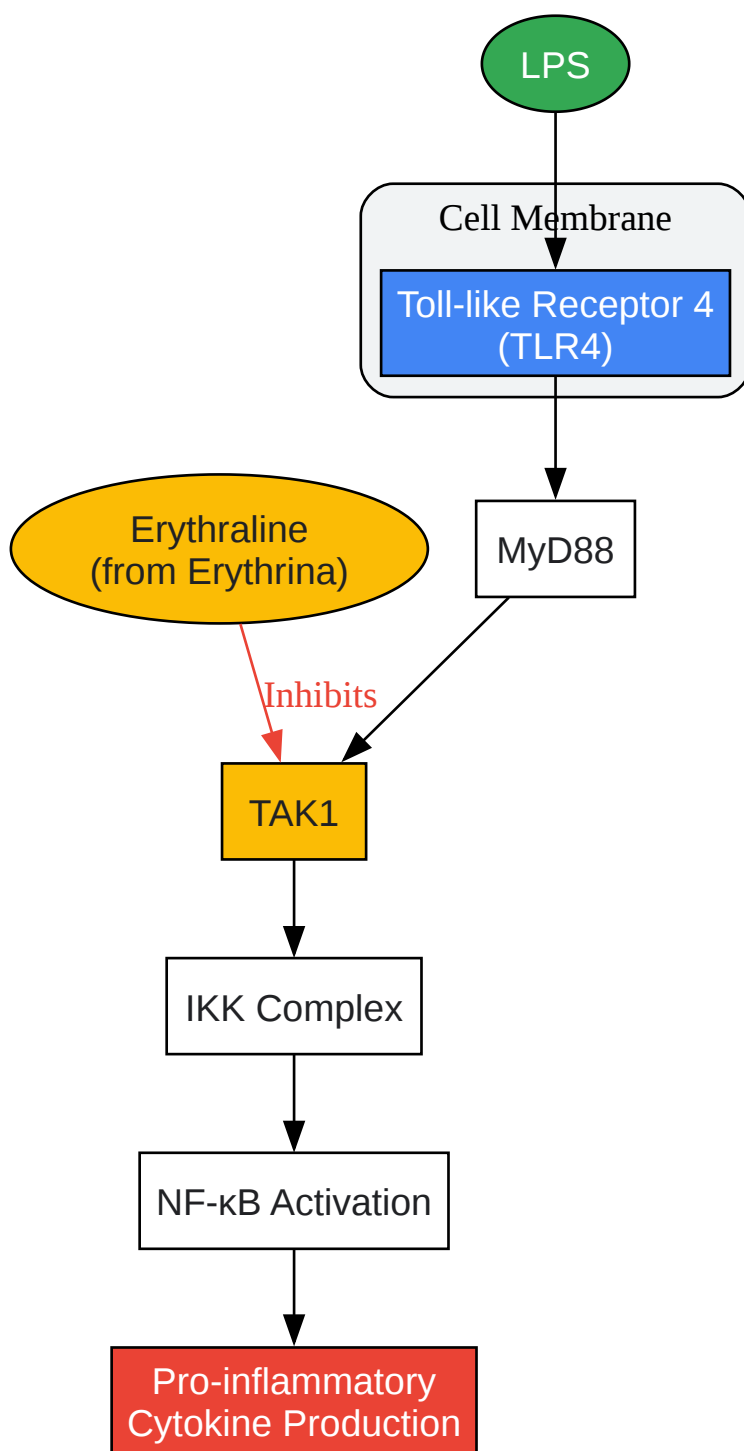 LPS
Cell Membrane
Toll-like Receptor 4
(TLR4)
Erythraline
(from Erythrina)
MyD88
Inhibits
TAK1
IKK Complex
NF-κB Activation
Pro-inflammatory
Cytokine Production